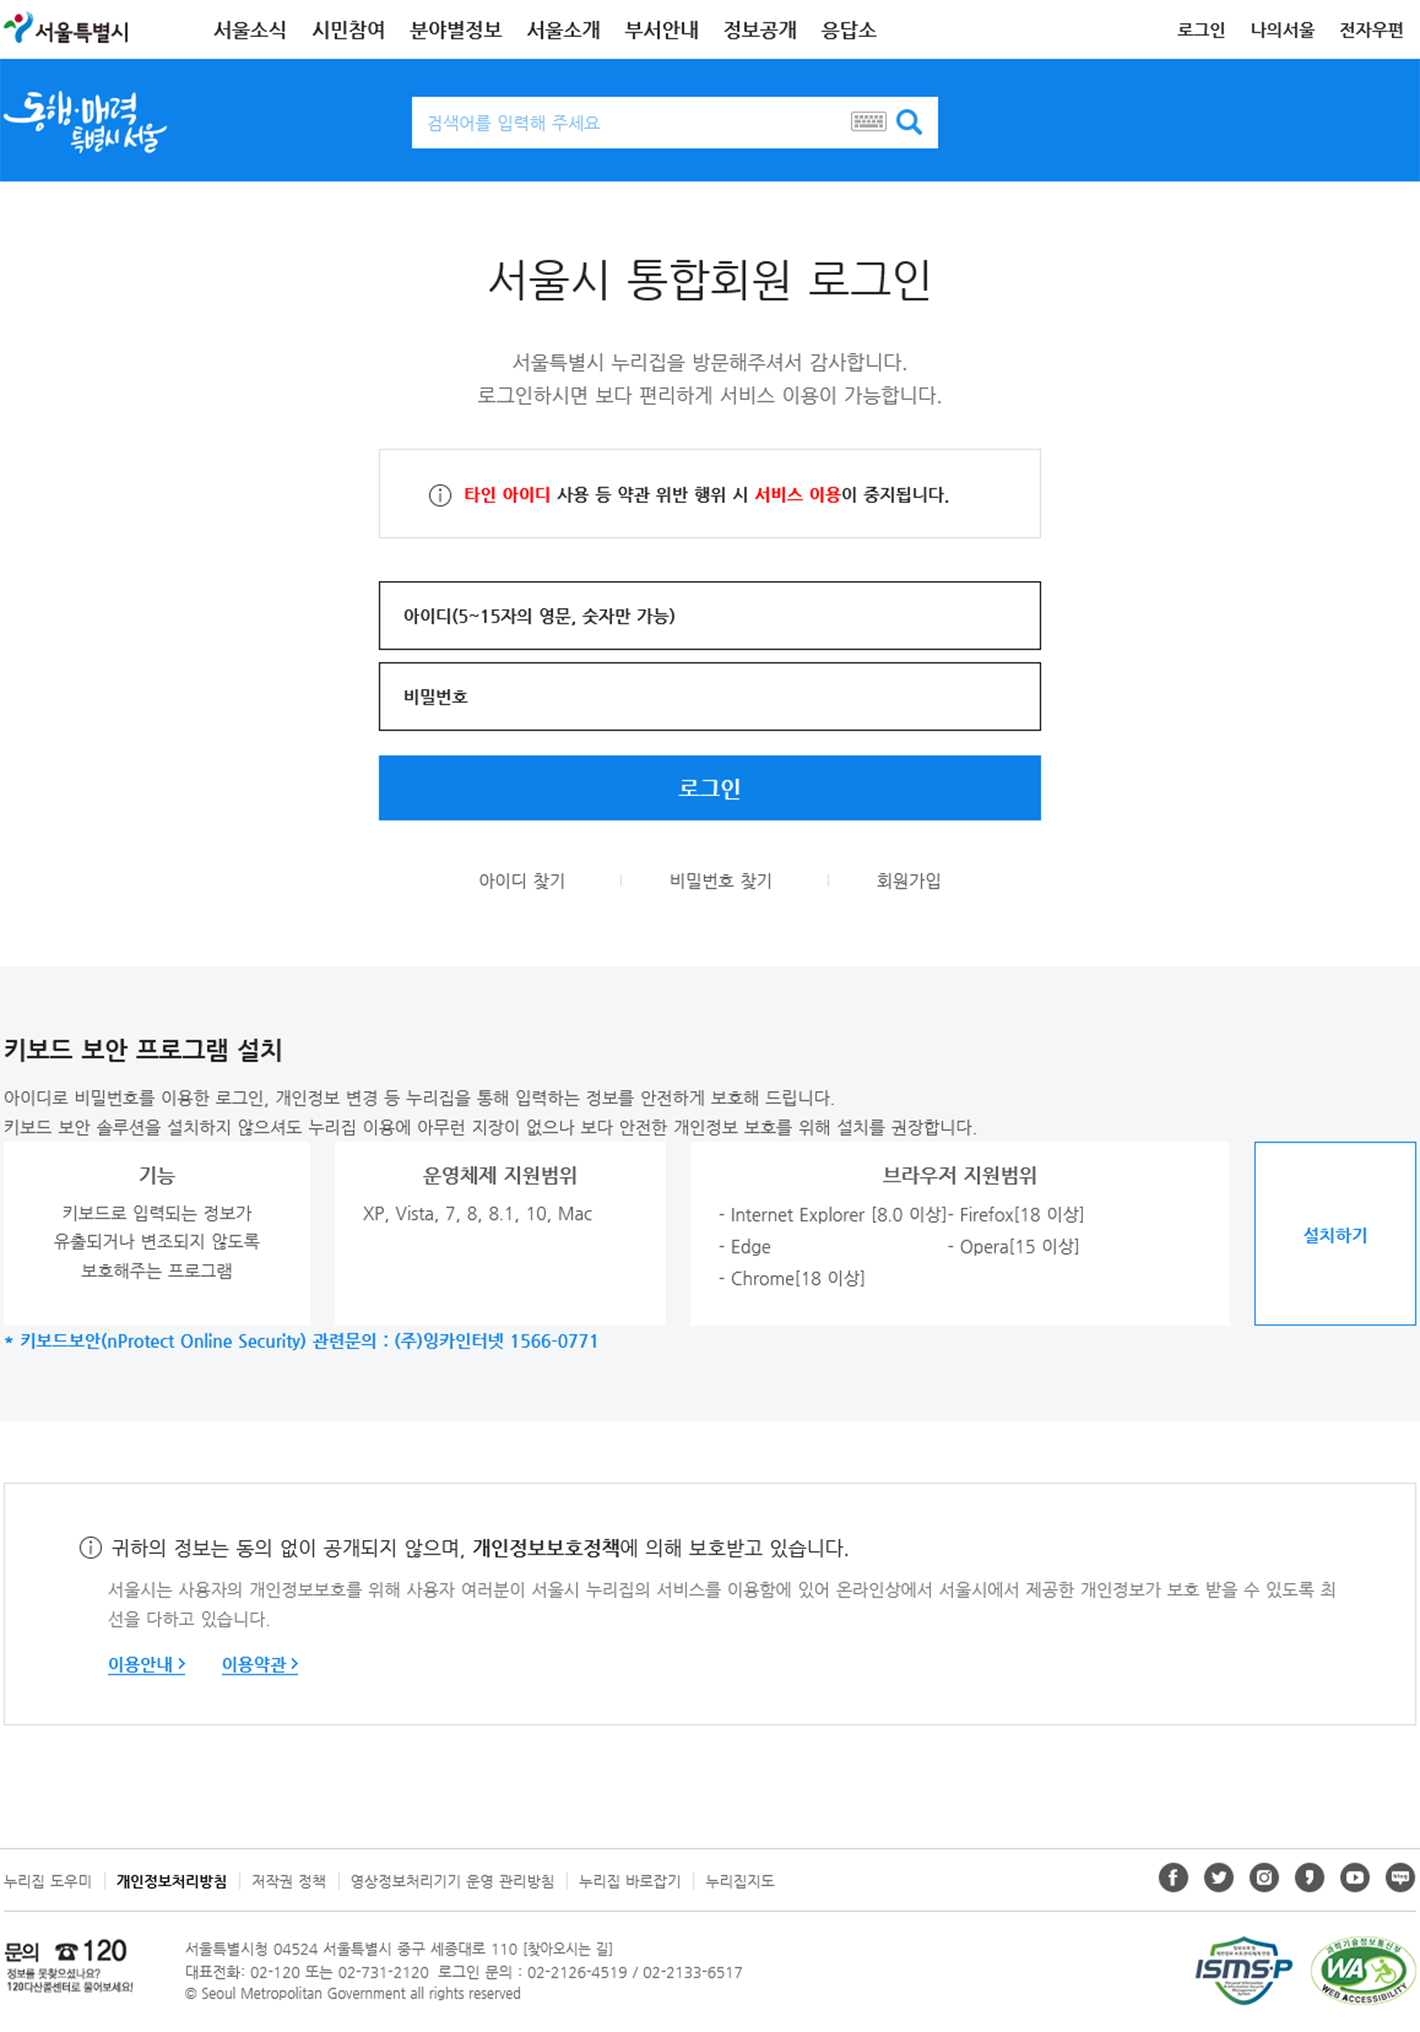 서울특별시 서울소식 시민참여 분야별정보 서울소개 부서안내 정보공개 응답소 로그인 나의서울 전자우편
동행·매력
특별시 서울
검색어를 입력해 주세요
서울시 통합회원 로그인
서울특별시 누리집을 방문해주셔서 감사합니다.
로그인하시면 보다 편리하게 서비스 이용이 가능합니다.
타인 아이디 사용 등 약관 위반 행위 시 서비스 이용이 중지됩니다.
아이디(5~15자의 영문, 숫자만 가능)
비밀번호
로그인
아이디 찾기 비밀번호 찾기 회원가입
키보드 보안 프로그램 설치
아이디로 비밀번호를 이용한 로그인, 개인정보 변경 등 누리집을 통해 입력하는 정보를 안전하게 보호해 드립니다.
키보드 보안 솔루션을 설치하지 않으셔도 누리집 이용에 아무런 지장이 없으나 보다 안전한 개인정보 보호를 위해 설치를 권장합니다.
기능
키보드로 입력되는 정보가
유출되거나 변조되지 않도록
보호해주는 프로그램
운영체제 지원범위
XP, Vista, 7, 8, 8.1, 10, Mac
브라우저 지원범위
- Internet Explorer [8.0 이상]- Firefox[18 이상]
- Edge - Opera[15 이상]
- Chrome[18 이상]
설치하기
* 키보드보안(nProtect Online Security) 관련문의 : (주)잉카인터넷 1566-0771
귀하의 정보는 동의 없이 공개되지 않으며, 개인정보보호정책에 의해 보호받고 있습니다.
서울시는 사용자의 개인정보보호를 위해 사용자 여러분이 서울시 누리집의 서비스를 이용함에 있어 온라인상에서 서울시에서 제공한 개인정보가 보호 받을 수 있도록 최
선을 다하고 있습니다.
이용안내 이용약관
누리집 도우미 개인정보처리방침 저작권 정책 영상정보처리기기 운영 관리방침 누리집 바로잡기 누리집지도
blog
문의 ☎120
정보를 못찾으셨나요?
120다산콜센터로 물어보세요!
서울특별시청 04524 서울특별시 중구 세종대로 110 [찾아오시는 길]
대표전화: 02-120 또는 02-731-2120 로그인 문의 : 02-2126-4519 / 02-2133-6517
© Seoul Metropolitan Government all rights reserved
ISMS-P
과학기술정보통신부
WA
WEB ACCESSIBILITY